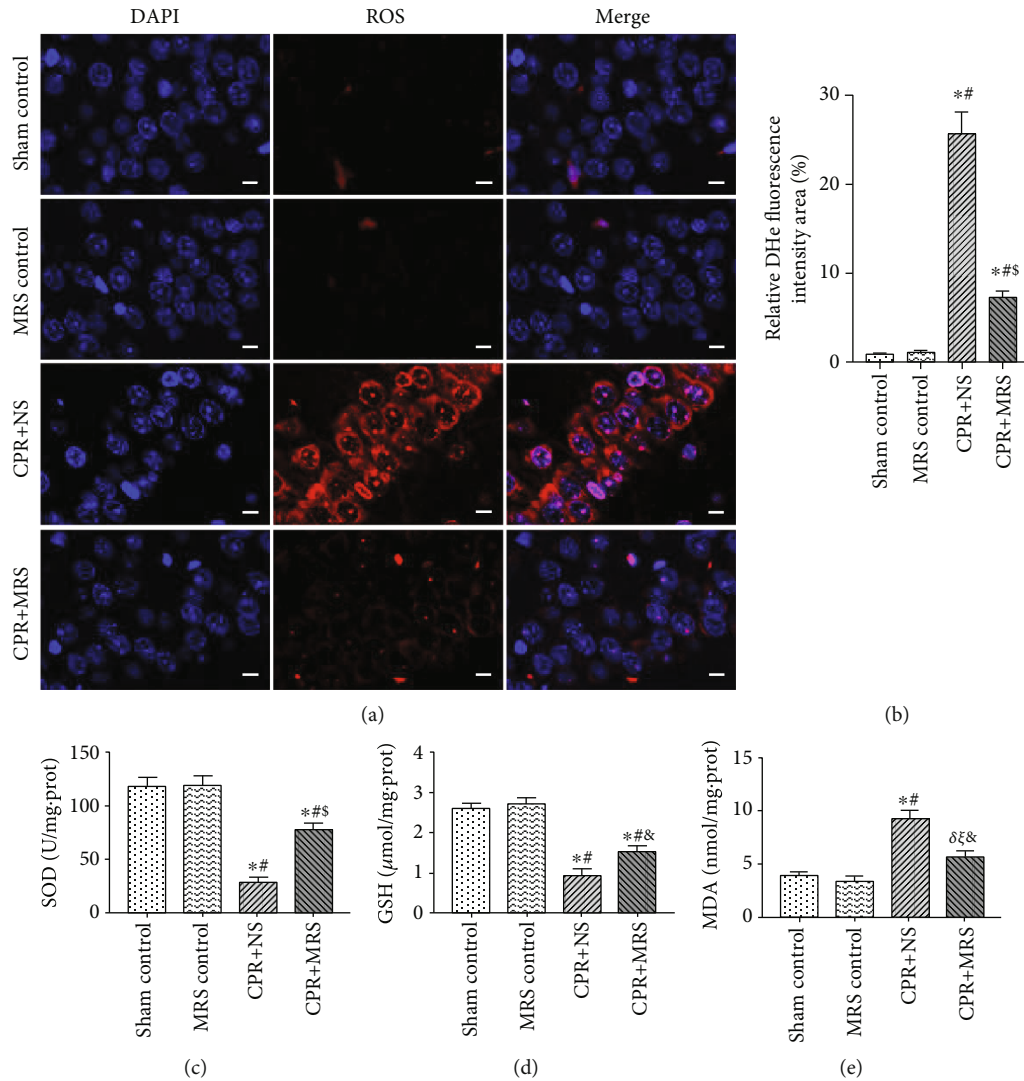 DAPI ROS Merge
Sham control
MRS control
CPR+NS
CPR+MRS
(a)
Relative DHe fluorescence
intensity area (%)
30
20
10
0
*#
*#$
Sham control
MRS control
CPR+NS
CPR+MRS
(b)
SOD (U/mg·prot)
150
100
50
0
*#
*#$
Sham control
MRS control
CPR+NS
CPR+MRS
(c)
GSH (μmol/mg·prot)
4
3
2
1
0
*#
*#&
Sham control
MRS control
CPR+NS
CPR+MRS
(d)
MDA (nmol/mg·prot)
15
10
5
0
*#
δξ&
Sham control
MRS control
CPR+NS
CPR+MRS
(e)